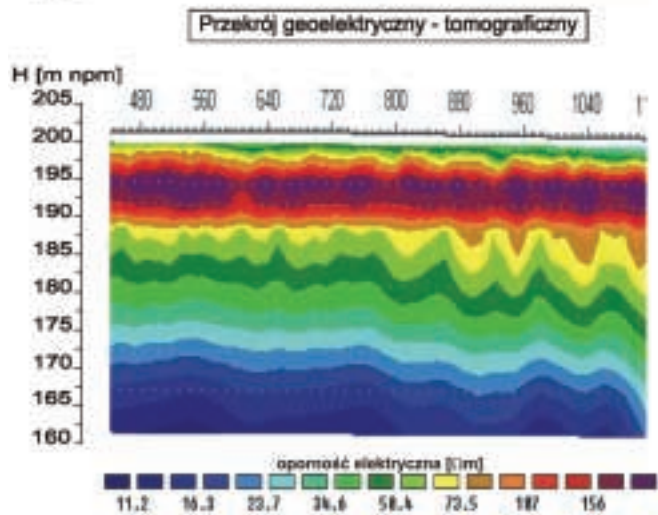 Przekrój geoelektryczny - tomograficzny
H [m npm]
480 560 640 720 800 880 960 1040
205
200
195
190
185
180
175
170
165
160
oporność elektryczna [Ωm]
11.2 16.3 23.7 34.6 50.4 73.5 107 156